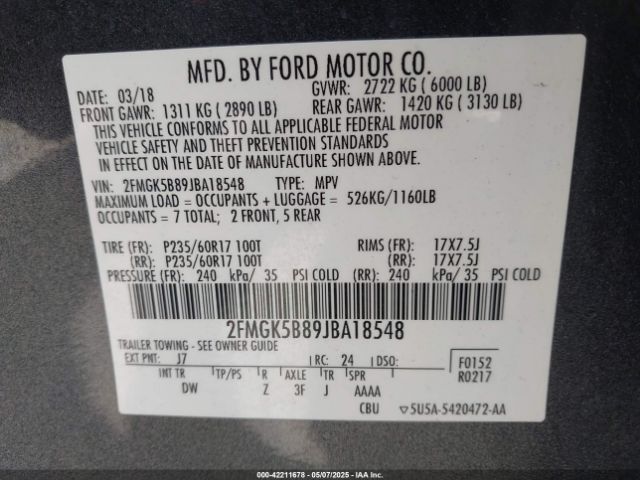 MFD. BY FORD MOTOR CO.
DATE: 03/18 GVWR: 2722 KG ( 6000 LB)
FRONT GAWR: 1311 KG ( 2890 LB) REAR GAWR: 1420 KG ( 3130 LB)
THIS VEHICLE CONFORMS TO ALL APPLICABLE FEDERAL MOTOR
VEHICLE SAFETY AND THEFT PREVENTION STANDARDS
IN EFFECT ON THE DATE OF MANUFACTURE SHOWN ABOVE.
VIN: 2FMGK5B89JBA18548 TYPE: MPV
MAXIMUM LOAD = OCCUPANTS + LUGGAGE = 526KG/1160LB
OCCUPANTS = 7 TOTAL; 2 FRONT, 5 REAR
TIRE (FR): P235/60R17 100T RIMS (FR): 17X7.5J
(RR): P235/60R17 100T (RR): 17X7.5J
PRESSURE (FR): 240 kPa/ 35 PSI COLD (RR): 240 kPa/ 35 PSI COLD
2FMGK5B89JBA18548
TRAILER TOWING - SEE OWNER GUIDE
EXT PNT: J7 RC: 24 DSO: F0152
INT TR TP/PS R AXLE TR SPR R0217
DW Z 3F J AAAA
CBU 5U5A-5420472-AA
000-42211678 05/07/2025 IAA, Inc.